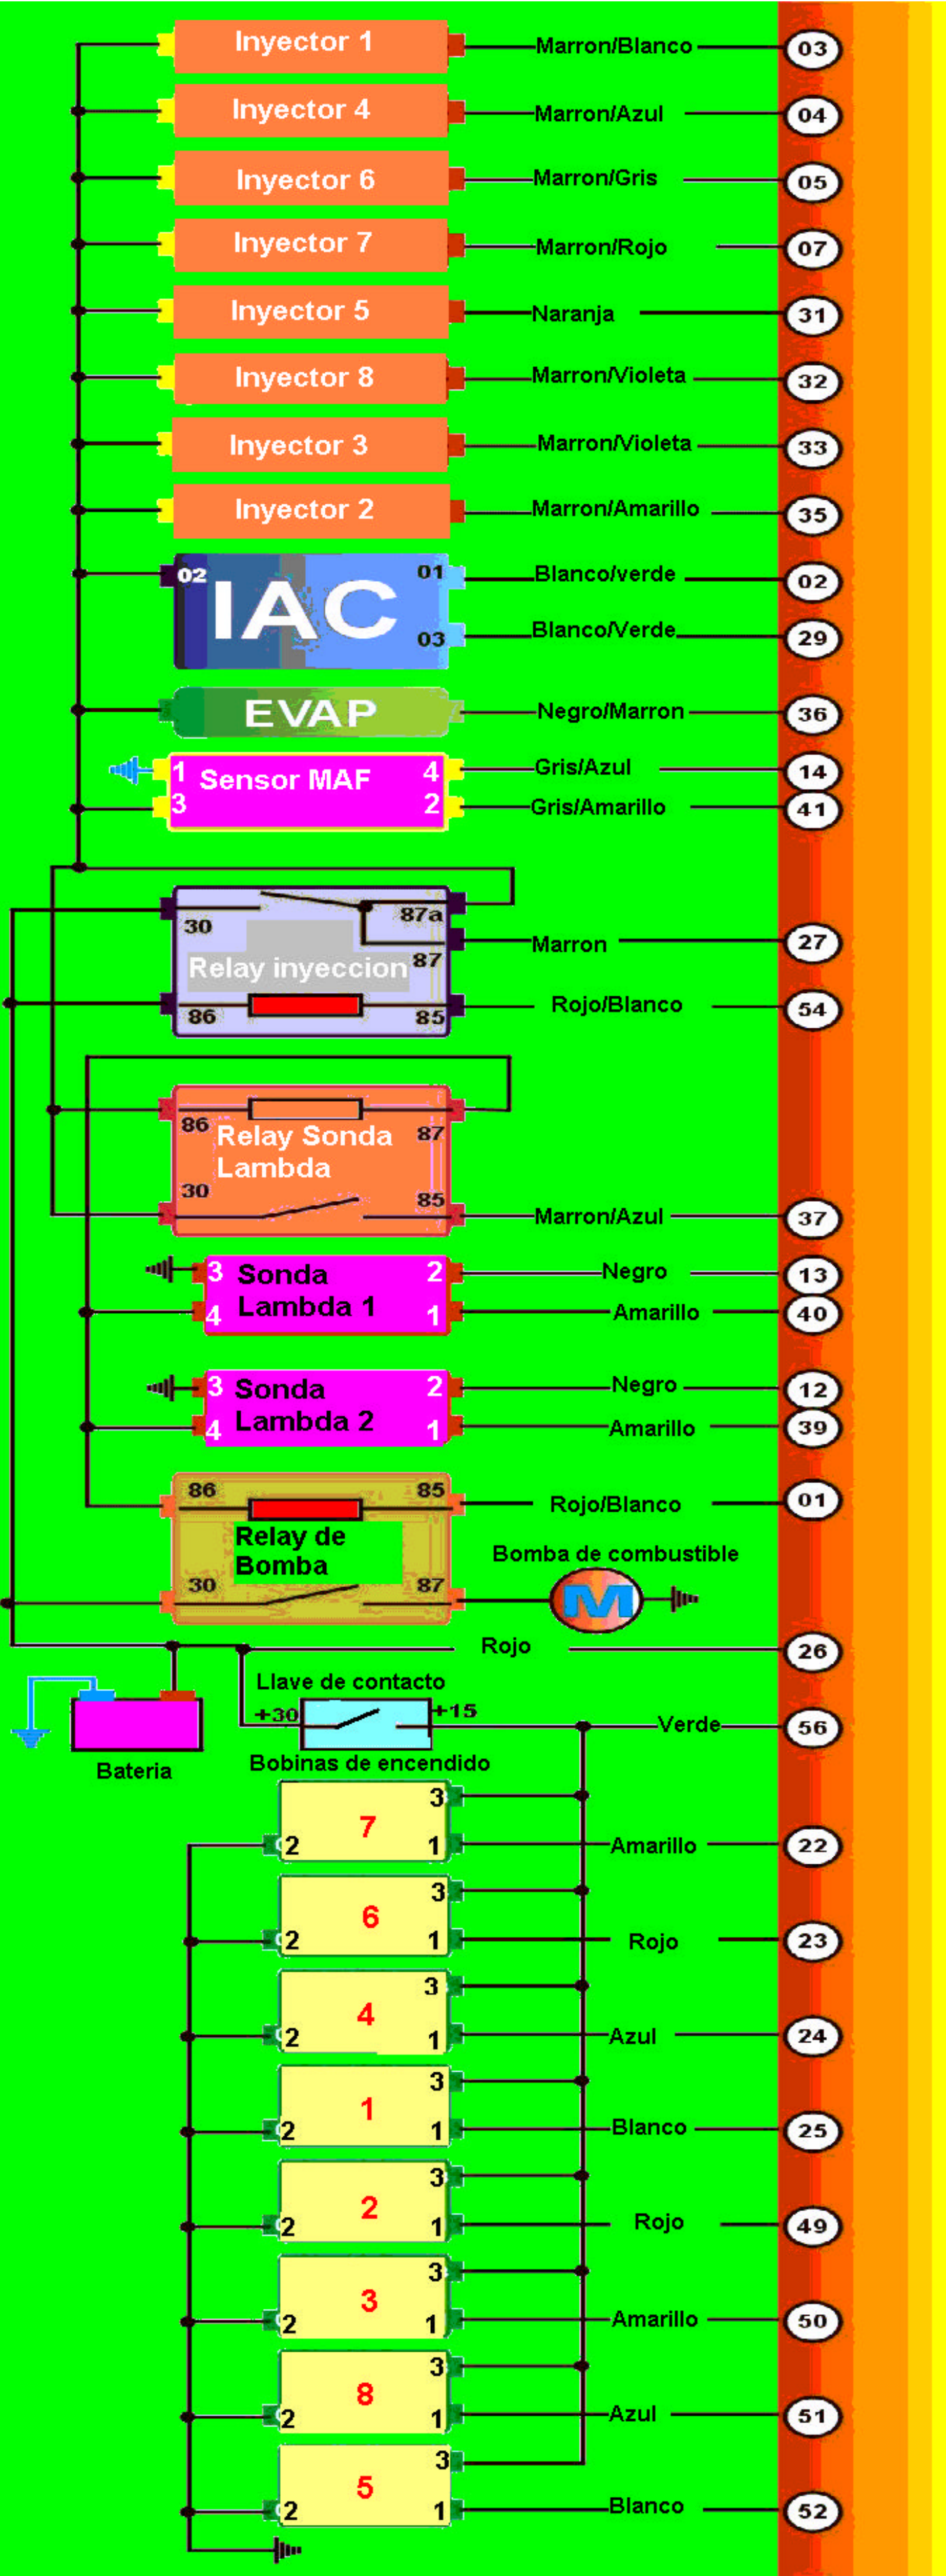 Inyector 1 Marron/Blanco 03
Inyector 4 Marron/Azul 04
Inyector 6 Marron/Gris 05
Inyector 7 Marron/Rojo 07
Inyector 5 Naranja 31
Inyector 8 Marron/Violeta 32
Inyector 3 Marron/Violeta 33
Inyector 2 Marron/Amarillo 35
02 IAC 01 Blanco/verde 02
03 Blanco/Verde 29
EVAP Negro/Marron 36
1 Sensor MAF 4 Gris/Azul 14
3 2 Gris/Amarillo 41
30 87a
Relay inyeccion 87 Marron 27
86 85 Rojo/Blanco 54
86 Relay Sonda 87
Lambda
30 85 Marron/Azul 37
3 Sonda 2 Negro 13
4 Lambda 1 1 Amarillo 40
3 Sonda 2 Negro 12
4 Lambda 2 1 Amarillo 39
86 85 Rojo/Blanco 01
Relay de
Bomba
Bomba de combustible
30 87 M
Rojo 26
Llave de contacto
+30 +15 Verde 56
Bateria
Bobinas de encendido
7 3
2 1 Amarillo 22
6 3
2 1 Rojo 23
4 3
2 1 Azul 24
1 3
2 1 Blanco 25
2 3
2 1 Rojo 49
3 3
2 1 Amarillo 50
8 3
2 1 Azul 51
5 3
2 1 Blanco 52